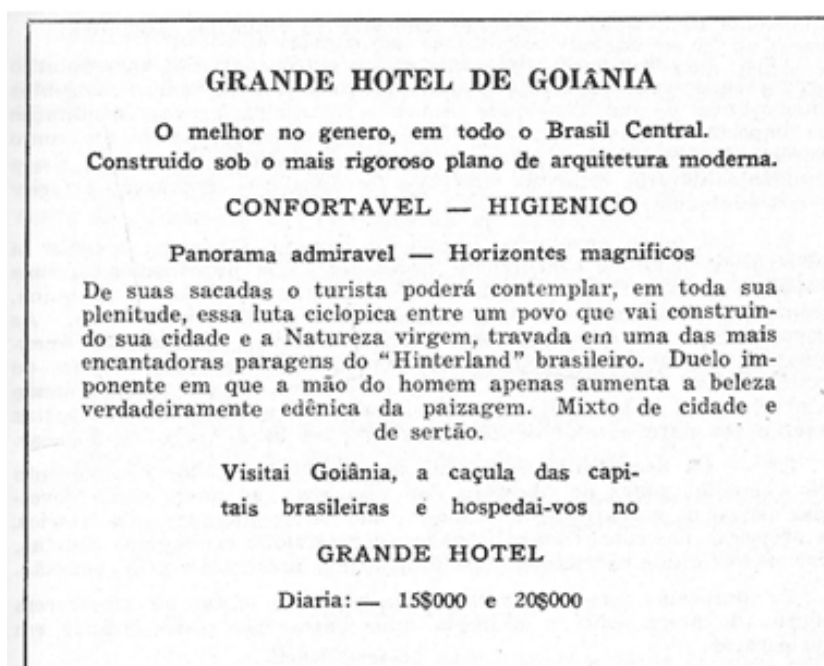 GRANDE HOTEL DE GOIÂNIA
O melhor no genero, em todo o Brasil Central.
Construido sob o mais rigoroso plano de arquitetura moderna.
CONFORTAVEL — HIGIENICO
Panorama admiravel — Horizontes magnificos
De suas sacadas o turista poderá contemplar, em toda sua
plenitude, essa luta ciclopica entre um povo que vai construin-
do sua cidade e a Natureza virgem, travada em uma das mais
encantadoras paragens do "Hinterland" brasileiro. Duelo im-
ponente em que a mão do homem apenas aumenta a beleza
verdadeiramente edênica da paizagem. Mixto de cidade e
de sertão.
Visitai Goiânia, a caçula das capi-
tais brasileiras e hospedai-vos no
GRANDE HOTEL
Diaria: — 15$000 e 20$000